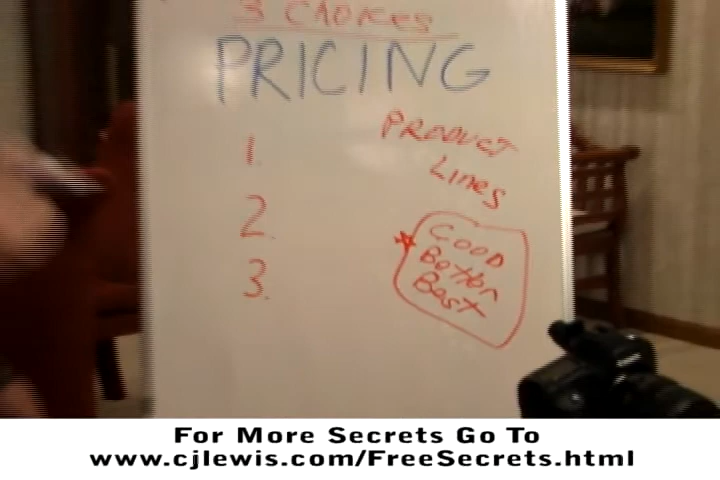 3 CHOICES
PRICING
1.
2.
3.
PRODUCT
Lines
GOOD
Better
Best
For More Secrets Go To
www.cjlewis.com/FreeSecrets.html